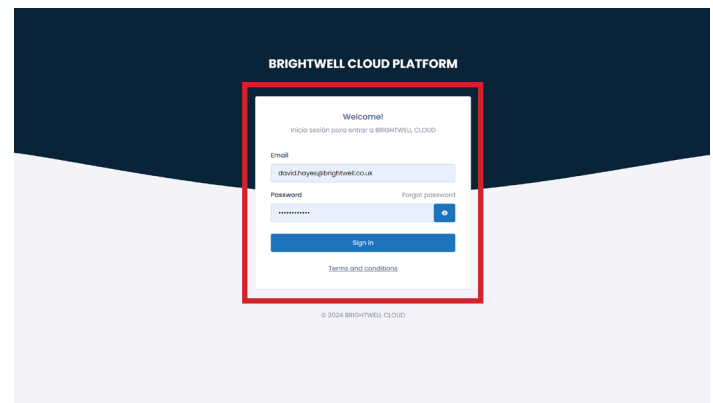 BRIGHTWELL CLOUD PLATFORM
Welcome!
Inicia sesión para entrar a BRIGHTWELL CLOUD
Email
david.hayes@brightwell.co.uk
Password Forgot password
••••••••••••
Sign In
Terms and conditions
© 2024 BRIGHTWELL CLOUD